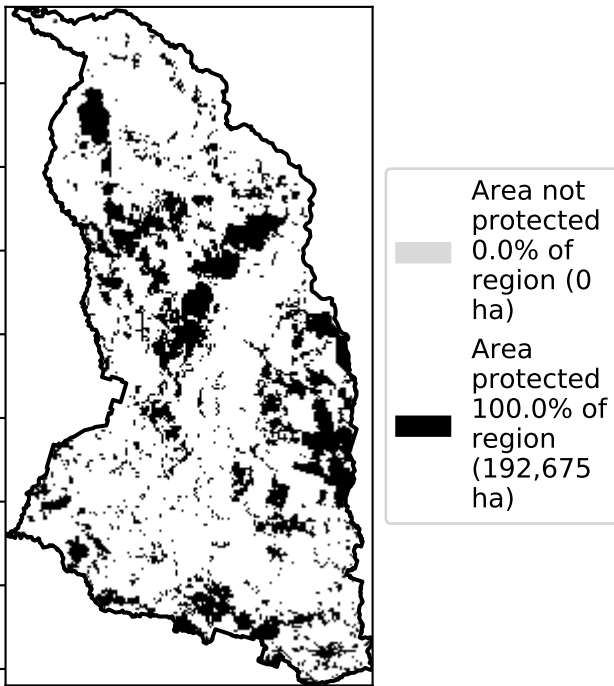 Area not
protected
0.0% of
region (0
ha)
Area
protected
100.0% of
region
(192,675
ha)